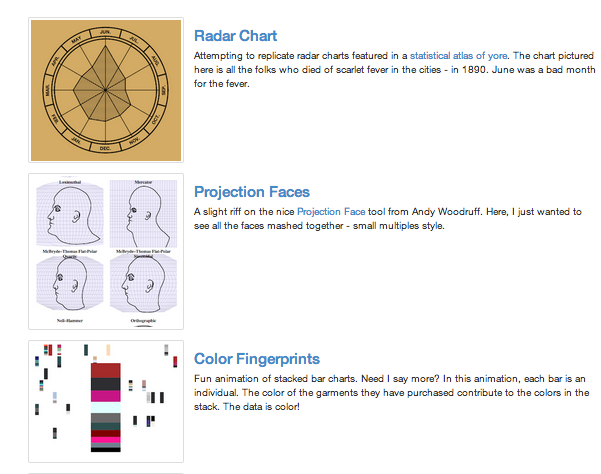 JUN.
MAY
JUL.
APR.
AUG.
MAR.
SEP.
FEB.
OCT.
JAN.
NOV.
DEC.
Radar Chart
Attempting to replicate radar charts featured in a statistical atlas of yore. The chart pictured
here is all the folks who died of scarlet fever in the cities - in 1890. June was a bad month
for the fever.
Loximuthal
Mercator
McBryde-Thomas Flat-Polar
Quartic
McBryde-Thomas Flat-Polar
Sinusoidal
Nell-Hammer
Orthographic
Projection Faces
A slight riff on the nice Projection Face tool from Andy Woodruff. Here, I just wanted to
see all the faces mashed together - small multiples style.
Color Fingerprints
Fun animation of stacked bar charts. Need I say more? In this animation, each bar is an
individual. The color of the garments they have purchased contribute to the colors in the
stack. The data is color!